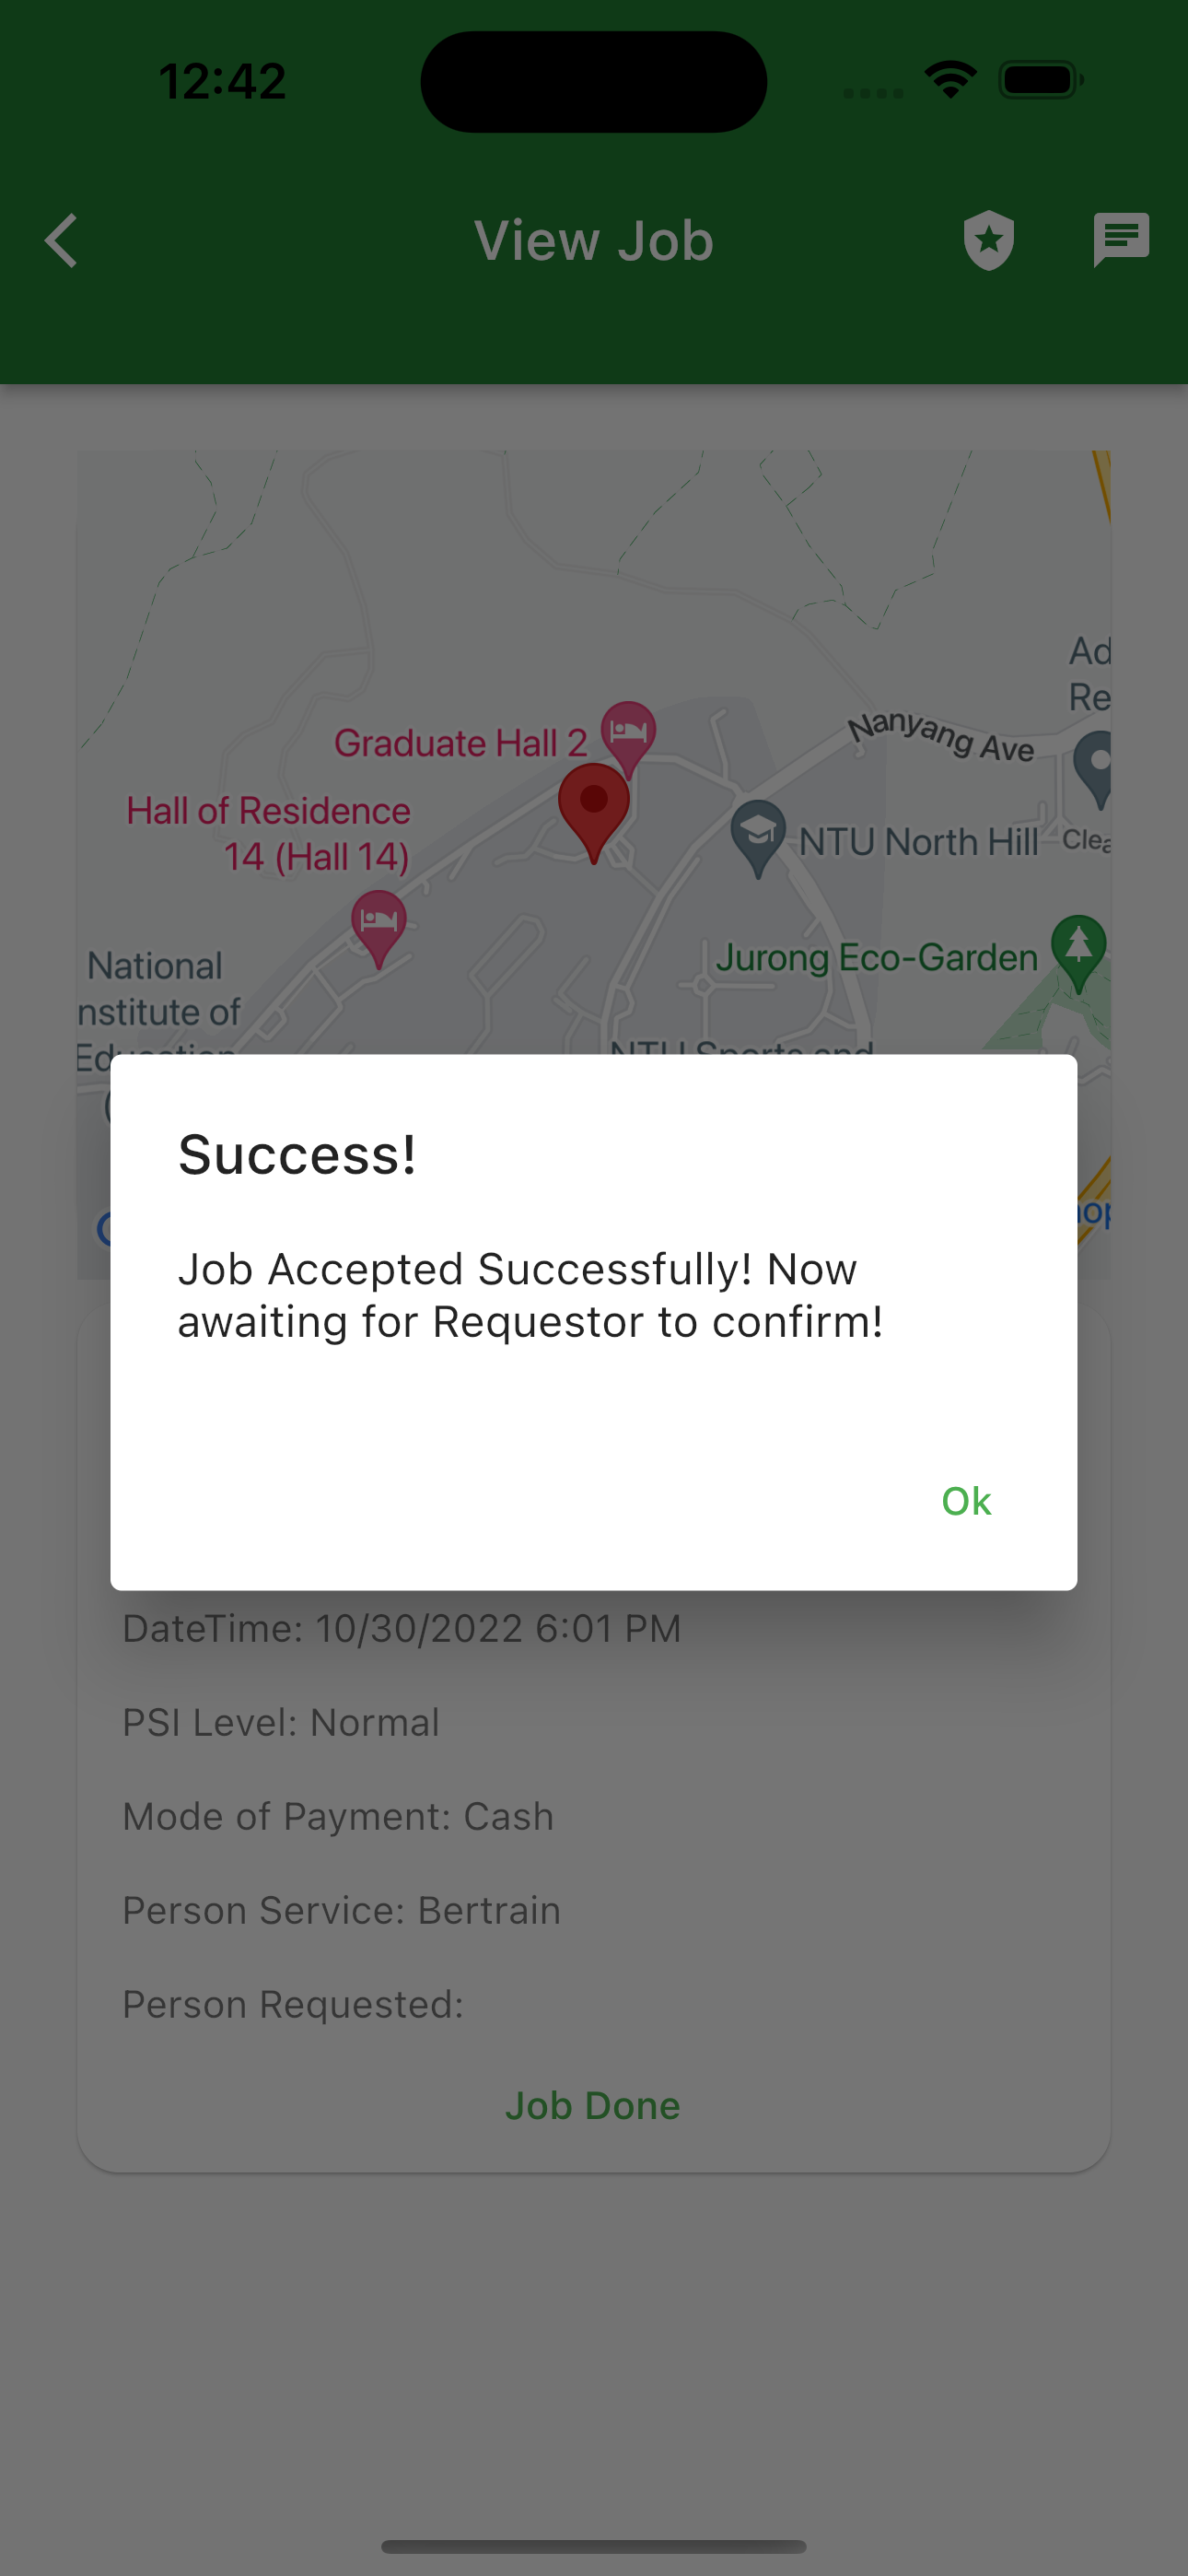 12:42
View Job
Ad
Re
Nanyang Ave
Graduate Hall 2
Hall of Residence
14 (Hall 14)
NTU North Hill
Clea
National
nstitute of
Education
Jurong Eco-Garden
NTU Sports and
Success!
Job Accepted Successfully! Now
awaiting for Requestor to confirm!
Ok
DateTime: 10/30/2022 6:01 PM
PSI Level: Normal
Mode of Payment: Cash
Person Service: Bertrain
Person Requested:
Job Done